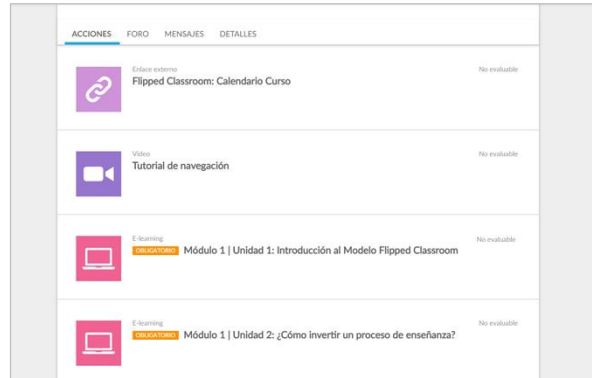 ACCIONES FORO MENSAJES DETALLES
Enlace externo
No evaluable
Flipped Classroom: Calendario Curso
Video
No evaluable
Tutorial de navegación
E-learning
No evaluable
OBLIGATORIO Módulo 1 | Unidad 1: Introducción al Modelo Flipped Classroom
E-learning
No evaluable
OBLIGATORIO Módulo 1 | Unidad 2: ¿Cómo invertir un proceso de enseñanza?